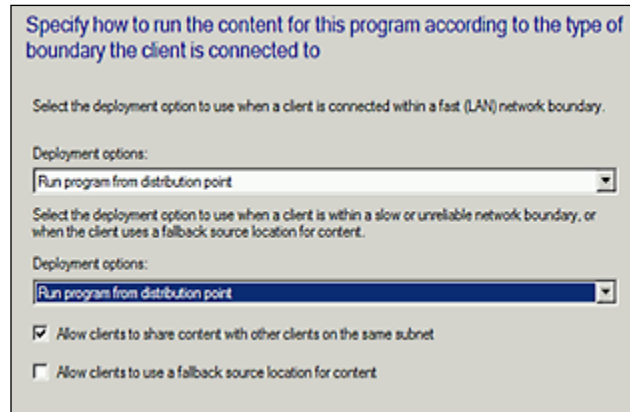 Specify how to run the content for this program according to the type of
boundary the client is connected to
Select the deployment option to use when a client is connected within a fast (LAN) network boundary.
Deployment options:
Run program from distribution point
Select the deployment option to use when a client is within a slow or unreliable network boundary, or
when the client uses a fallback source location for content.
Deployment options:
Run program from distribution point
Allow clients to share content with other clients on the same subnet
Allow clients to use a fallback source location for content